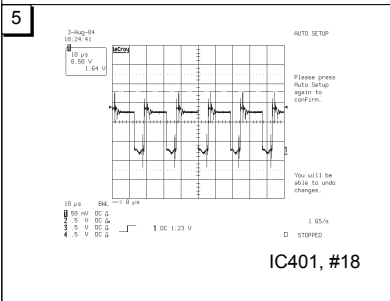 5
3-Aug-04
10:24:41
AUTO SETUP
LeCroy
1
10 µs
0.50 V
1.64 V
Please press
Auto Setup
again to
confirm.
You will be
able to undo
changes.
10 µs BWL
—> 0 µs
1 50 mV DC
2 .5 V DC
3 .5 V DC
4 .5 V DC
1 DC 1.23 V
1 GS/s
STOPPED
IC401, #18